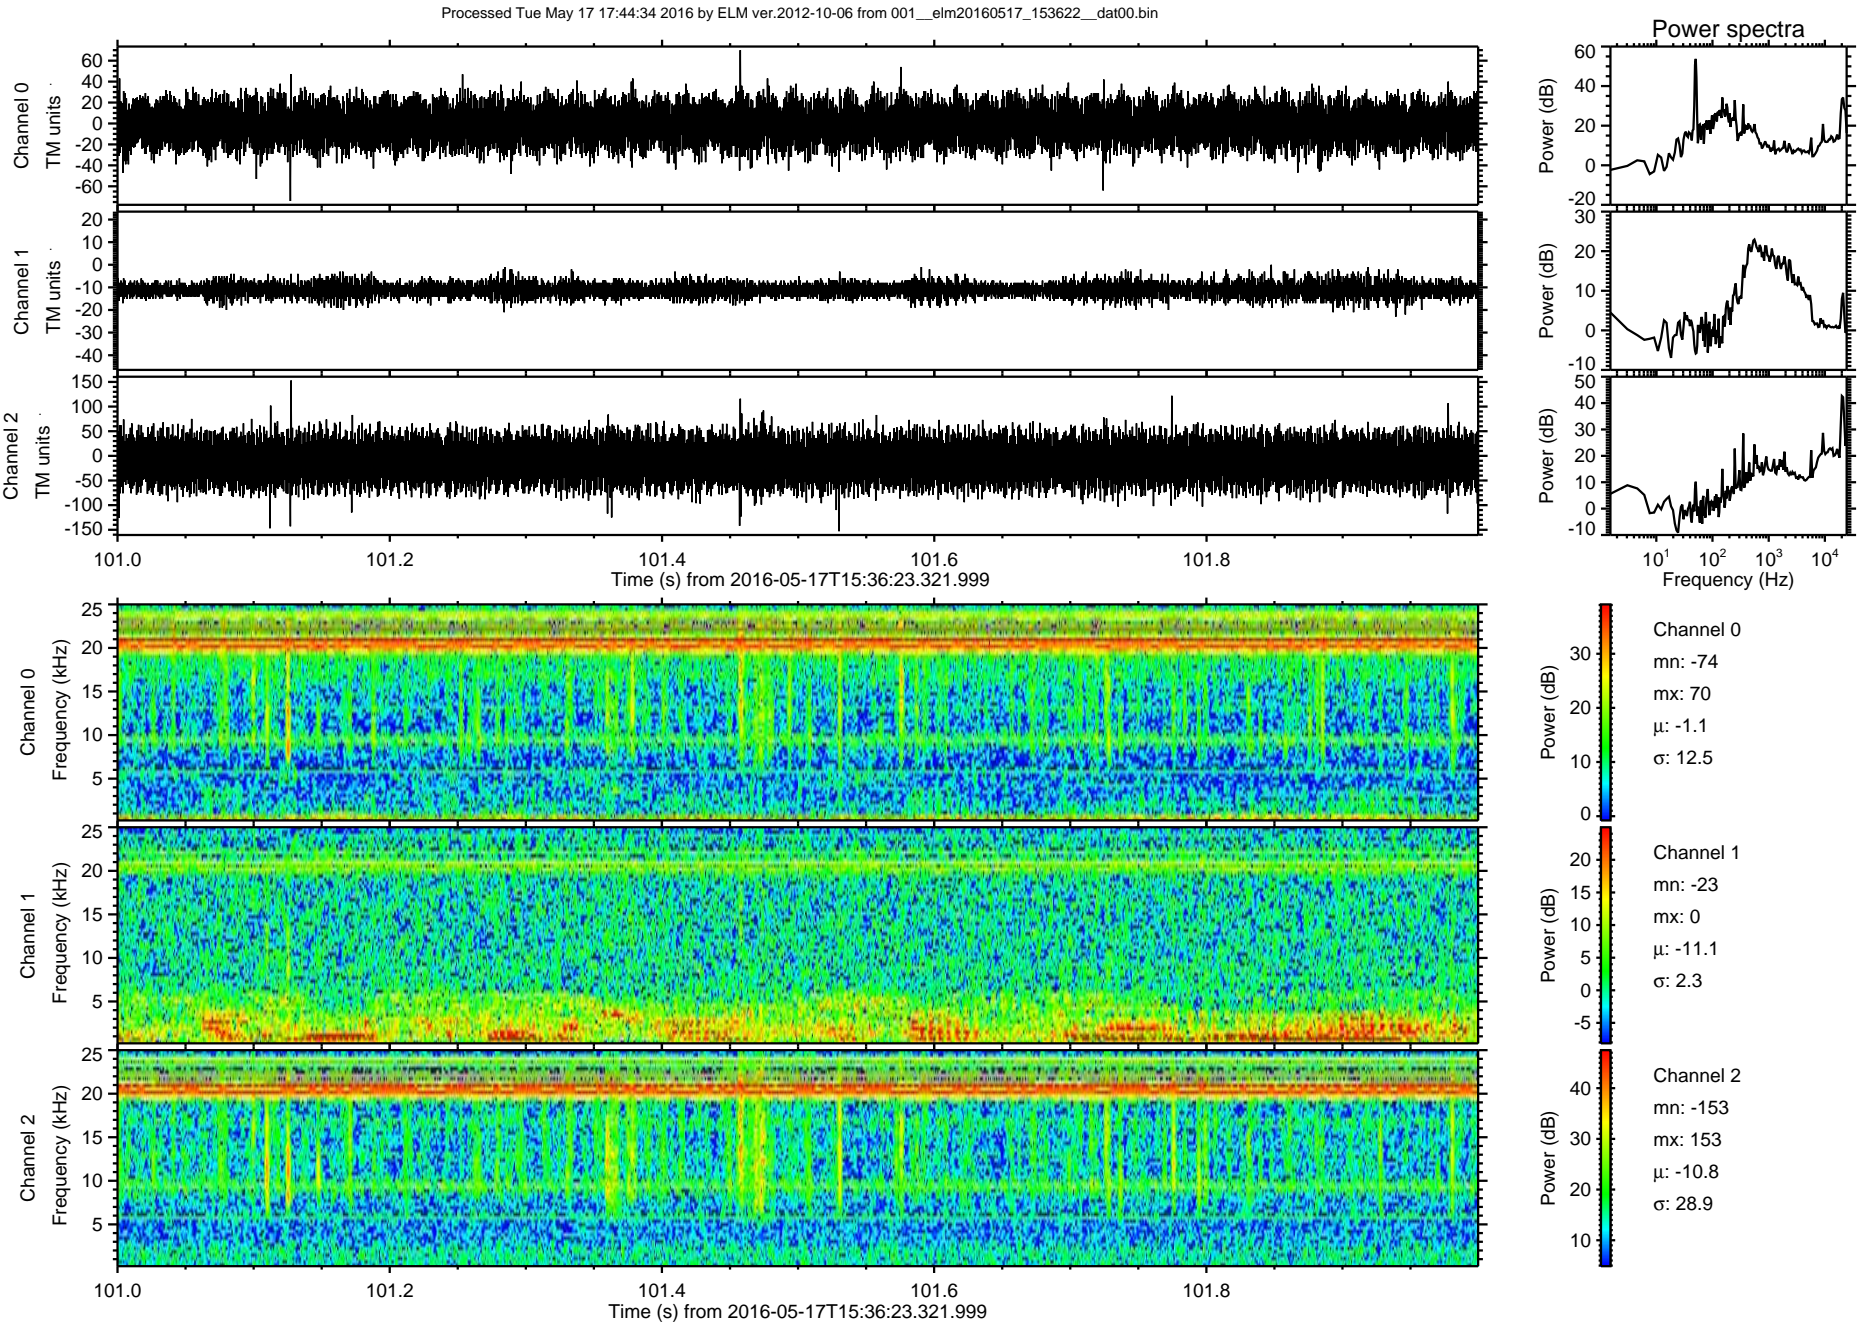 Processed Tue May 17 17:44:34 2016 by ELM ver.2012-10-06 from 001__elm20160517_153622__dat00.bin
Power spectra
Channel 0
TM units
60
40
20
0
-20
-40
-60
Power (dB)
60
40
20
0
-20
Channel 1
TM units
20
10
0
-10
-20
-30
-40
Power (dB)
30
20
10
0
-10
Channel 2
TM units
150
100
50
0
-50
-100
-150
Power (dB)
50
40
30
20
10
0
-10
101.0 101.2 101.4 101.6 101.8
Time (s) from 2016-05-17T15:36:23.321.999
10^1 10^2 10^3 10^4
Frequency (Hz)
Channel 0
Frequency (kHz)
25
20
15
10
5
Power (dB)
30
20
10
0
Channel 0
mn: -74
mx: 70
μ: -1.1
σ: 12.5
Channel 1
Frequency (kHz)
25
20
15
10
5
Power (dB)
20
15
10
5
0
-5
Channel 1
mn: -23
mx: 0
μ: -11.1
σ: 2.3
Channel 2
Frequency (kHz)
25
20
15
10
5
Power (dB)
40
30
20
10
Channel 2
mn: -153
mx: 153
μ: -10.8
σ: 28.9
101.0 101.2 101.4 101.6 101.8
Time (s) from 2016-05-17T15:36:23.321.999